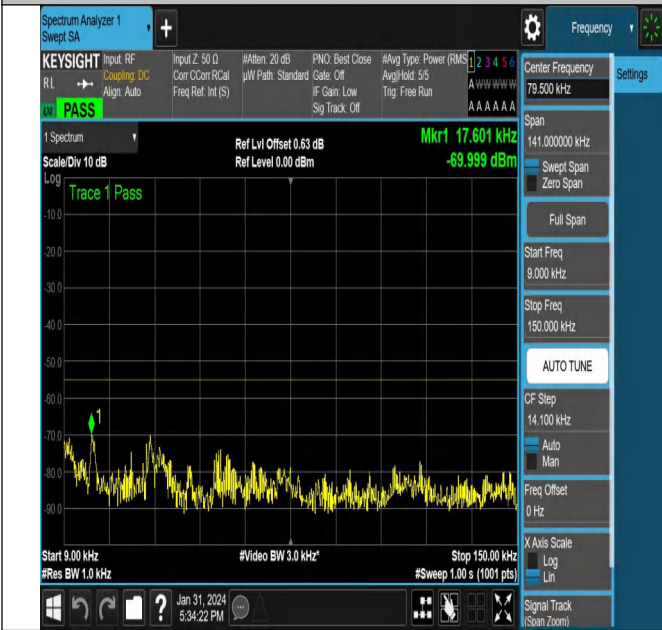 Spectrum Analyzer 1
Swept SA
+
Frequency
KEYSIGHT
RL
PASS
Input: RF
Coupling: DC
Align: Auto
Input Z: 50 Ω
Corr CCorr RCal
Freq Ref: Int (S)
#Atten: 20 dB
µW Path: Standard
PNO: Best Close
Gate: Off
IF Gain: Low
Sig Track: Off
#Avg Type: Power (RMS
Avg|Hold: 5/5
Trig: Free Run
1 2 3 4 5 6
A W W W W W
A A A A A A
1 Spectrum
Scale/Div 10 dB
Log
Ref Lvl Offset 0.63 dB
Ref Level 0.00 dBm
Mkr1 17.601 kHz
-69.999 dBm
Trace 1 Pass
-10.0
-20.0
-30.0
-40.0
-50.0
-60.0
-70.0
-80.0
-90.0
1
Start 9.00 kHz
#Res BW 1.0 kHz
#Video BW 3.0 kHz*
Stop 150.00 kHz
#Sweep 1.00 s (1001 pts)
?
Jan 31, 2024
5:34:22 PM
Center Frequency
79.500 kHz
Settings
Span
141.000000 kHz
Swept Span
Zero Span
Full Span
Start Freq
9.000 kHz
Stop Freq
150.000 kHz
AUTO TUNE
CF Step
14.100 kHz
Auto
Man
Freq Offset
0 Hz
X Axis Scale
Log
Lin
Signal Track
(Span Zoom)